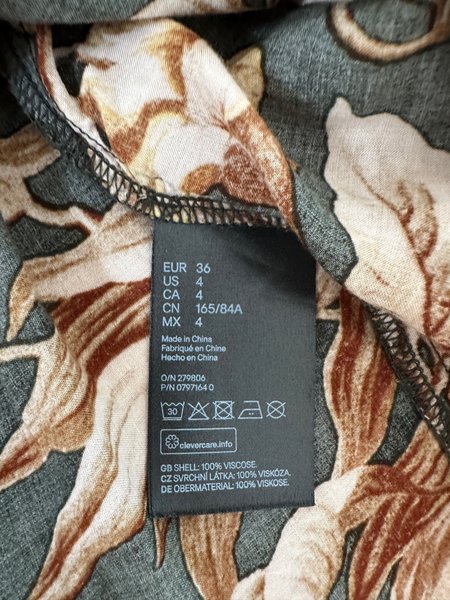 EUR 36
US 4
CA 4
CN 165/84A
MX 4
Made in China
Fabriqué en Chine
Hecho en China
O/N 279806
P/N 0797164 0
30
clevercare.info
GB SHELL: 100% VISCOSE.
CZ SVRCHNÍ LÁTKA: 100% VISKÓZA.
DE OBERMATERIAL: 100% VISKOSE.